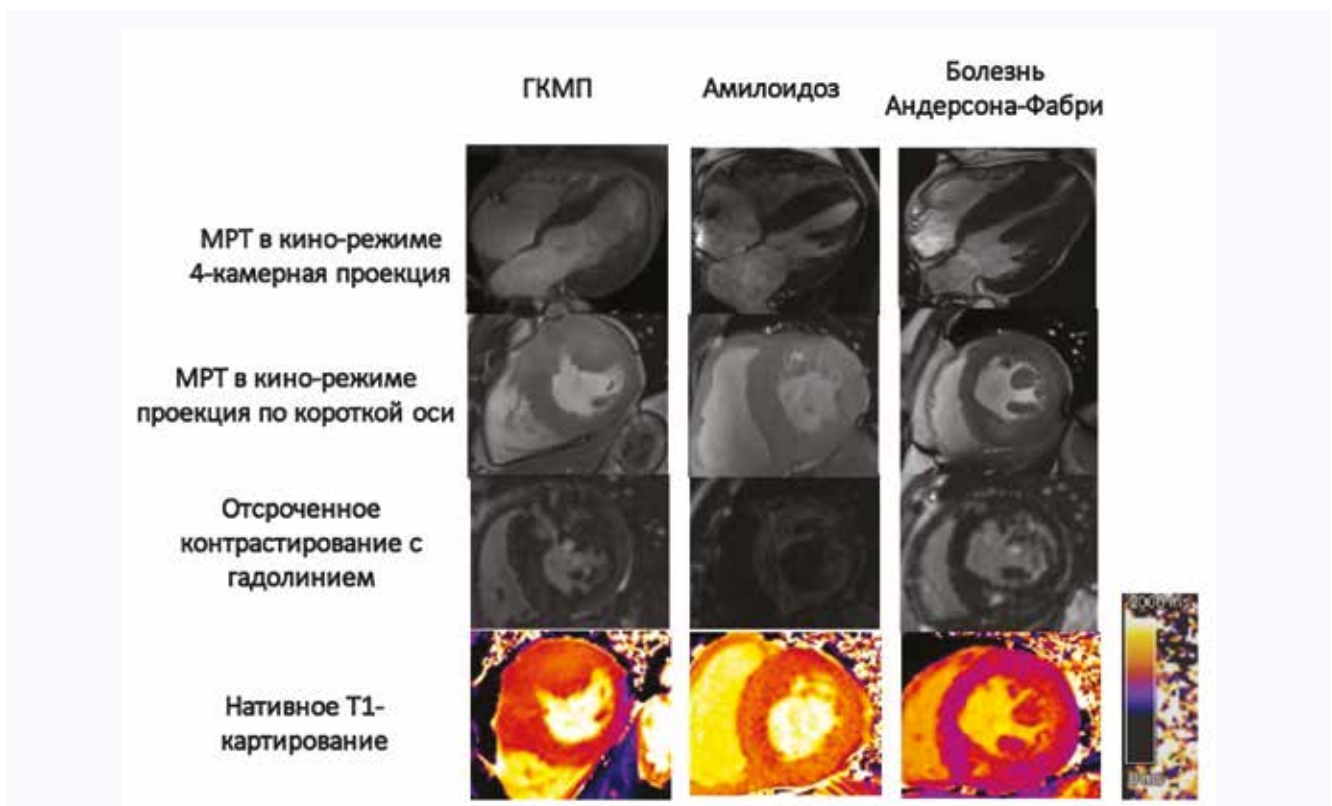 ГКМП
Амилоидоз
Болезнь
Андерсона-Фабри
МРТ в кино-режиме
4-камерная проекция
МРТ в кино-режиме
проекция по короткой оси
Отсроченное
контрастирование с
гадолинием
Нативное Т1-
картирование